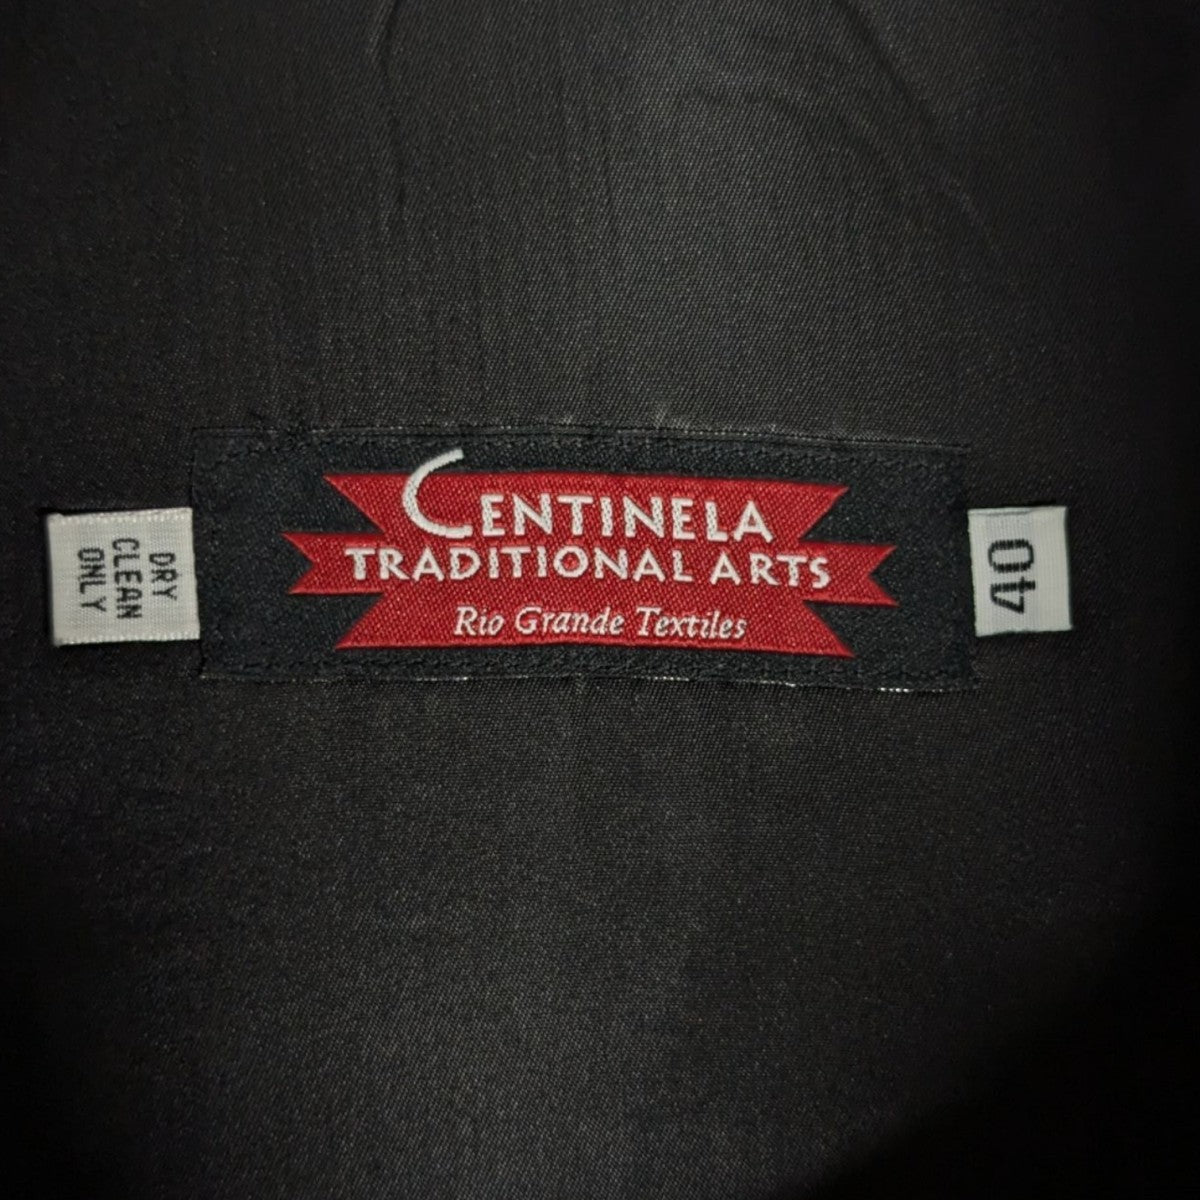 DRY
CLEAN
ONLY
CENTINELA
TRADITIONAL ARTS
Rio Grande Textiles
40